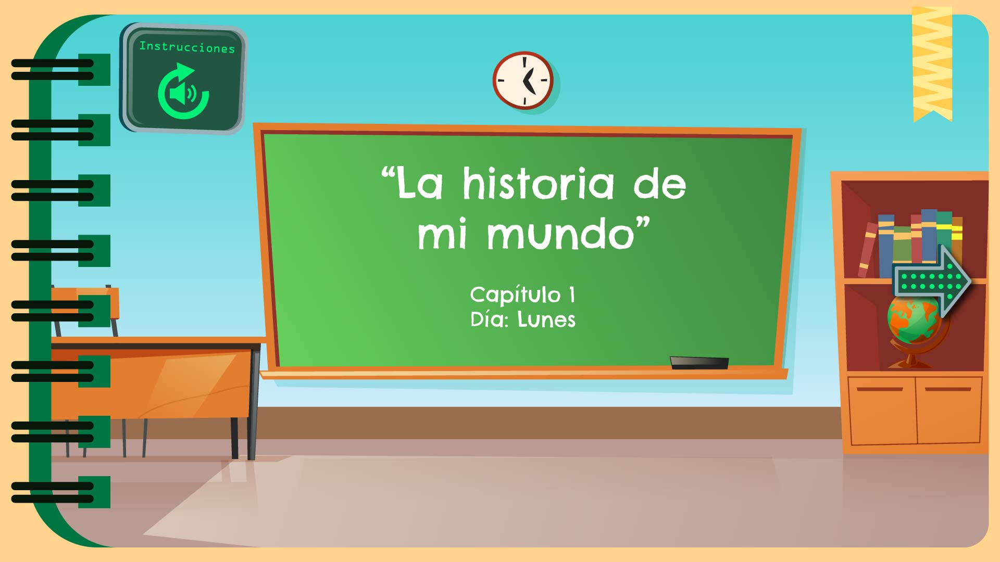 Instrucciones
“La historia de
mi mundo”
Capítulo 1
Día: Lunes